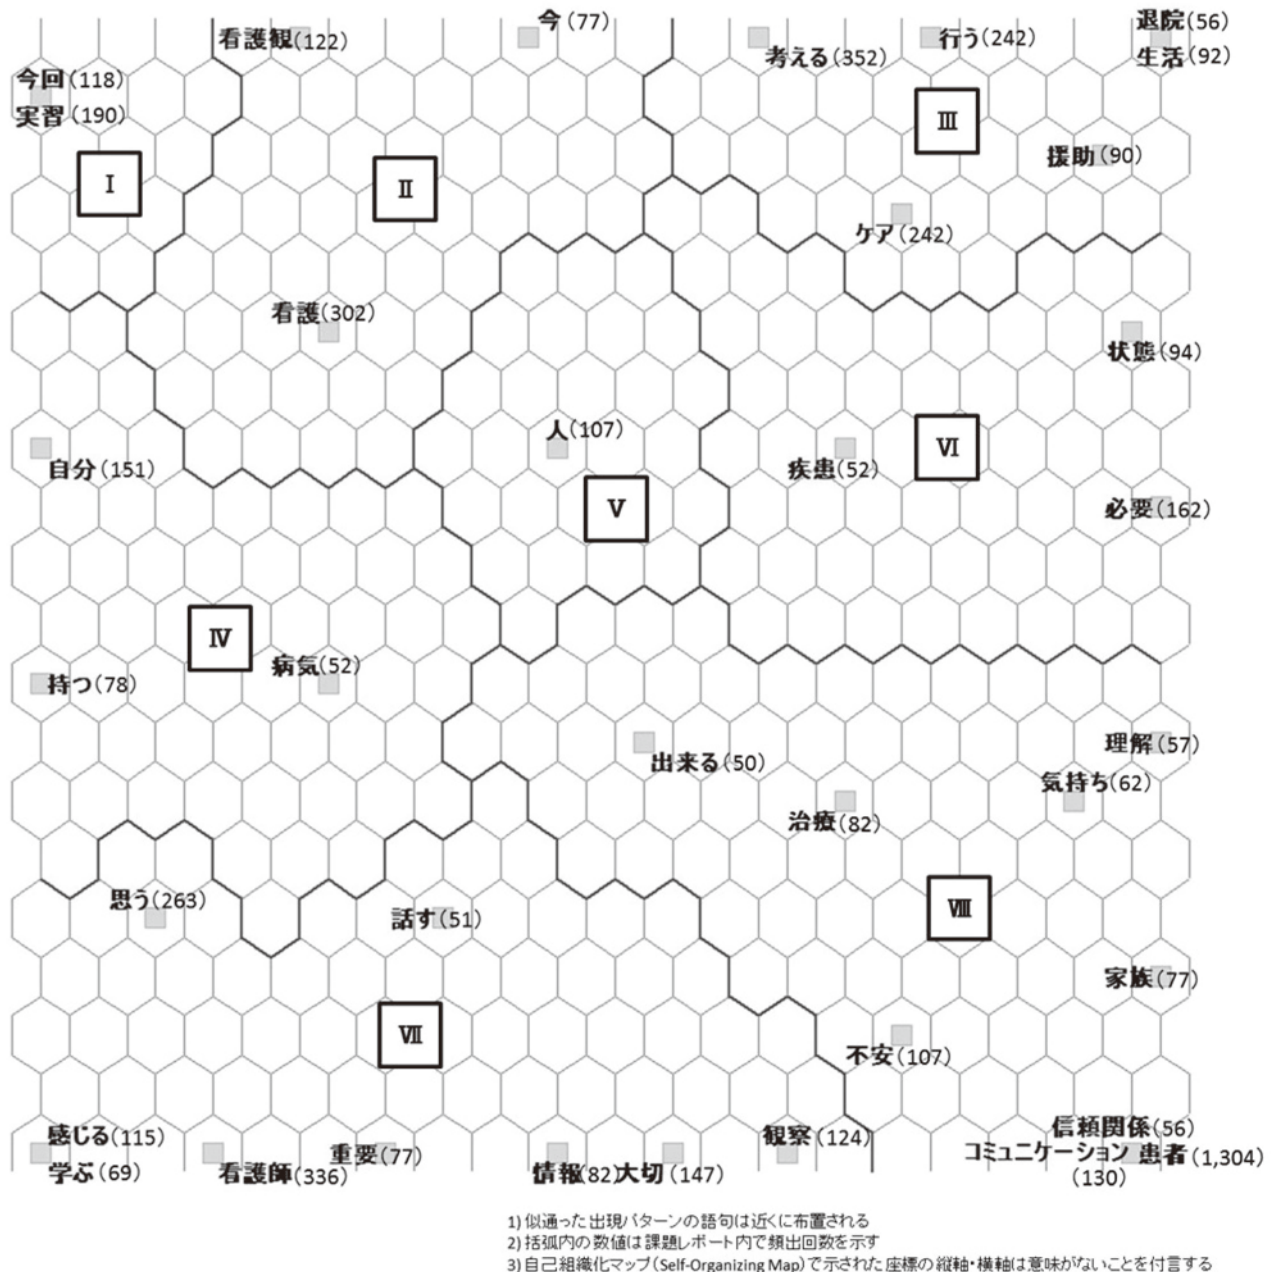 看護観(122)
今(77)
考える(352)
行う(242)
退院(56)
生活(92)
今回(118)
実習(190)
Ⅲ
援助(90)
Ⅰ
Ⅱ
ケア(242)
看護(302)
状態(94)
人(107)
自分(151)
疾患(52)
Ⅵ
Ⅴ
必要(162)
Ⅳ
病気(52)
持つ(78)
出来る(50)
理解(57)
気持ち(62)
治療(82)
思う(263)
話す(51)
Ⅷ
家族(77)
Ⅶ
不安(107)
感じる(115)
学ぶ(69)
看護師(336)
重要(77)
情報(82)
大切(147)
観察(124)
信頼関係(56)
コミュニケーション
(130)
患者(1,304)
1) 似通った出現パターンの語句は近くに布置される
2) 括弧内の数値は課題レポート内で頻出回数を示す
3) 自己組織化マップ(Self-Organizing Map)で示された座標の縦軸・横軸は意味がないことを付言する